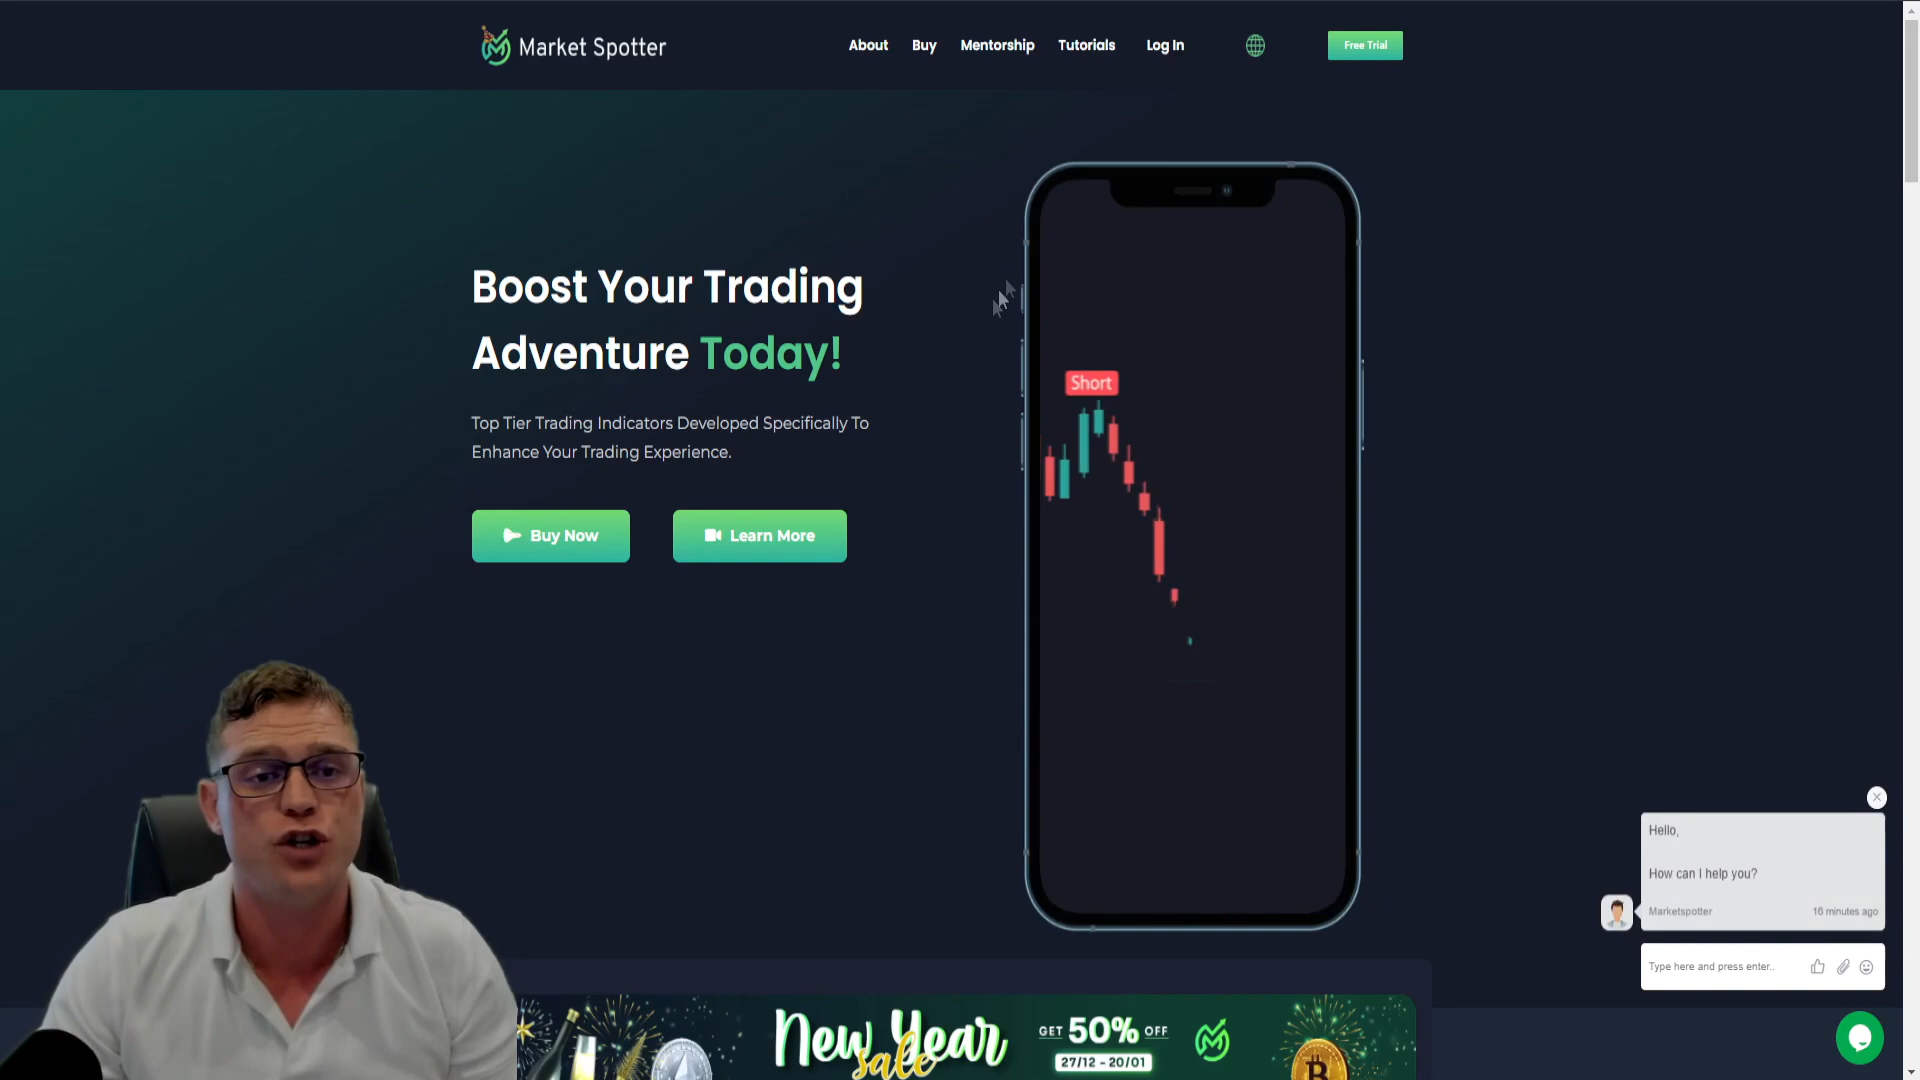 Market Spotter
About
Buy
Mentorship
Tutorials
Log In
Free Trial
Boost Your Trading
Adventure Today!
Top Tier Trading Indicators Developed Specifically To
Enhance Your Trading Experience.
Buy Now
Learn More
Short
Hello,
How can I help you?
Marketspotter
16 minutes ago
Type here and press enter..
New Year
sale
GET 50% OFF
27/12 - 20/01